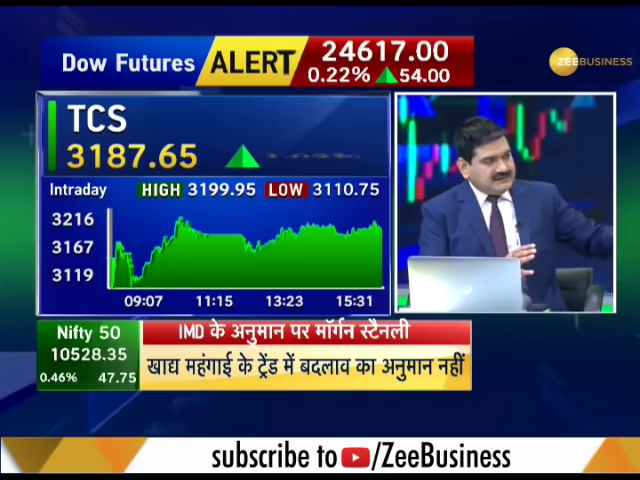 Dow Futures
ALERT
24617.00
0.22% 54.00
ZEEBUSINESS
TCS
3187.65
Intraday HIGH 3199.95 LOW 3110.75
3216
3167
3119
09:07 11:15 13:23 15:31
Nifty 50
10528.35
0.46% 47.75
IMD के अनुमान पर मॉर्गन स्टैनली
खाद्य महंगाई के ट्रेंड में बदलाव का अनुमान नहीं
subscribe to /ZeeBusiness